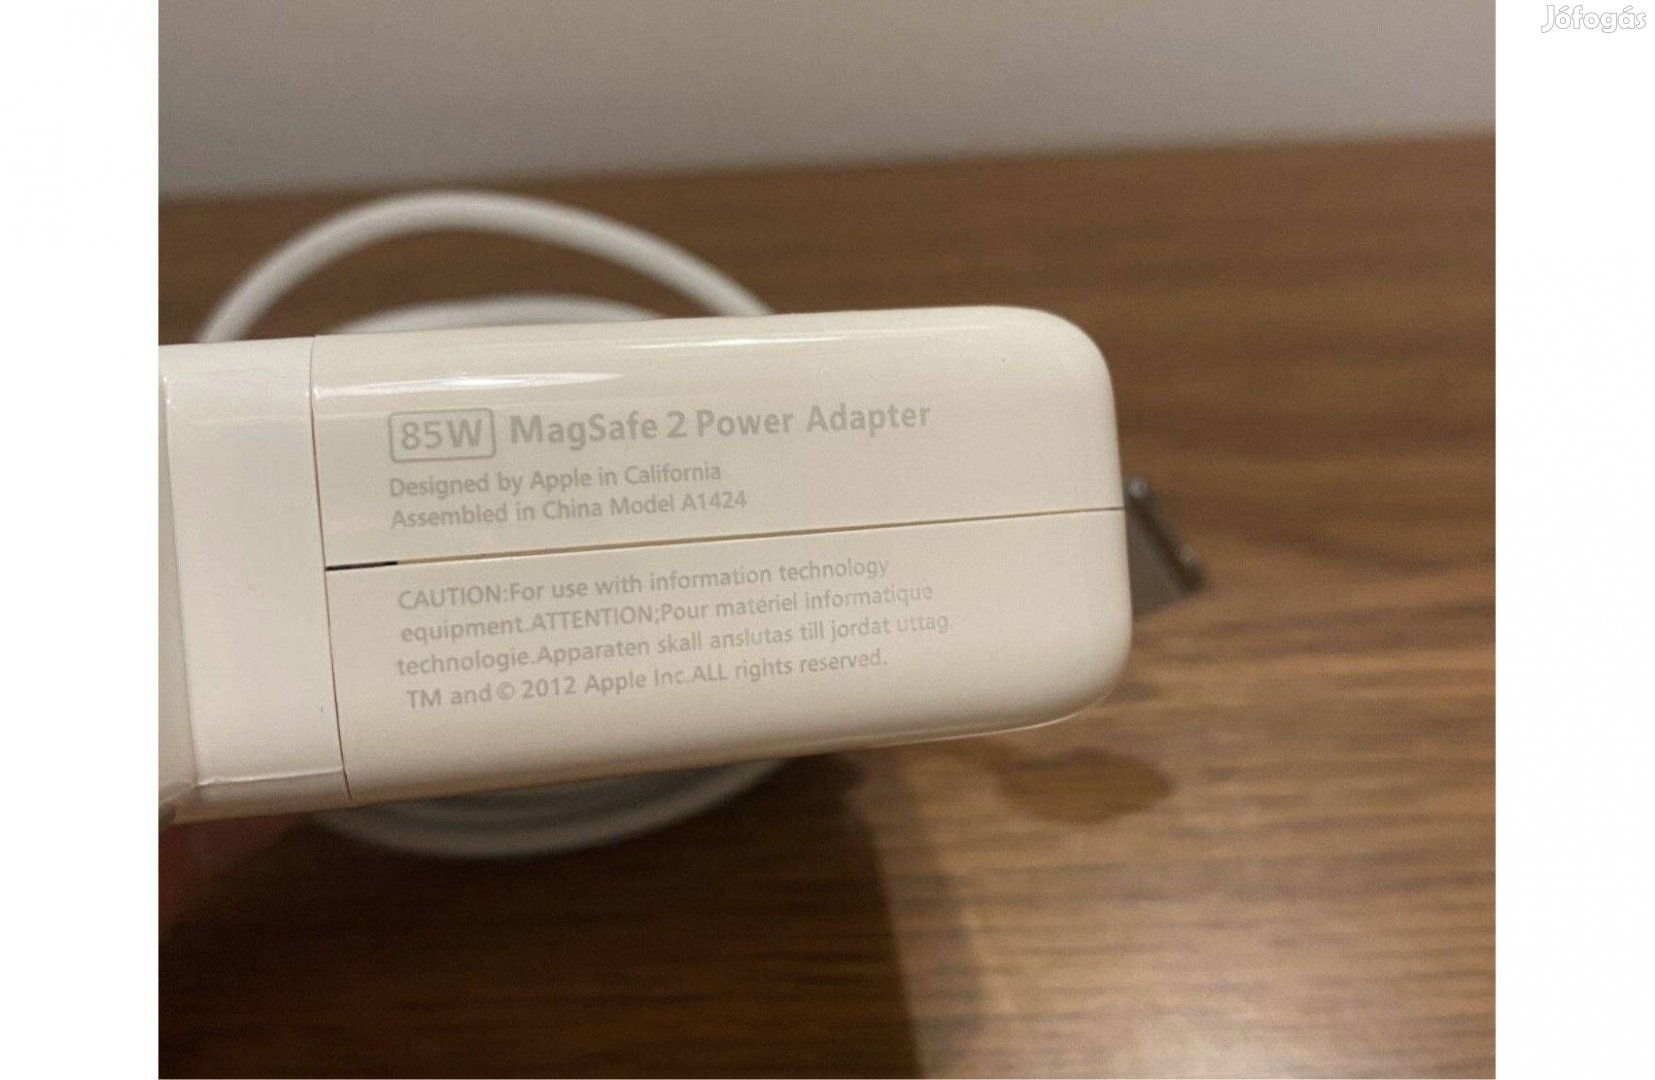 Jófogás
85W MagSafe 2 Power Adapter
Designed by Apple in California
Assembled in China Model A1424
CAUTION:For use with information technology
equipment.ATTENTION;Pour matériel informatique
technologie.Apparaten skall anslutas till jordat uttag
TM and © 2012 Apple Inc.ALL rights reserved.